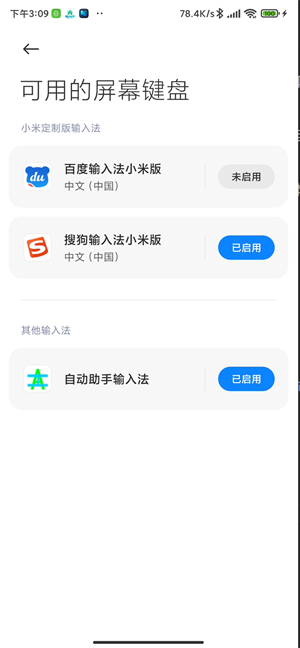 下午3:09
78.4K/s
100
可用的屏幕键盘
小米定制版输入法
du
百度输入法小米版
中文 (中国)
未启用
S
搜狗输入法小米版
中文 (中国)
已启用
其他输入法
自动助手输入法
已启用